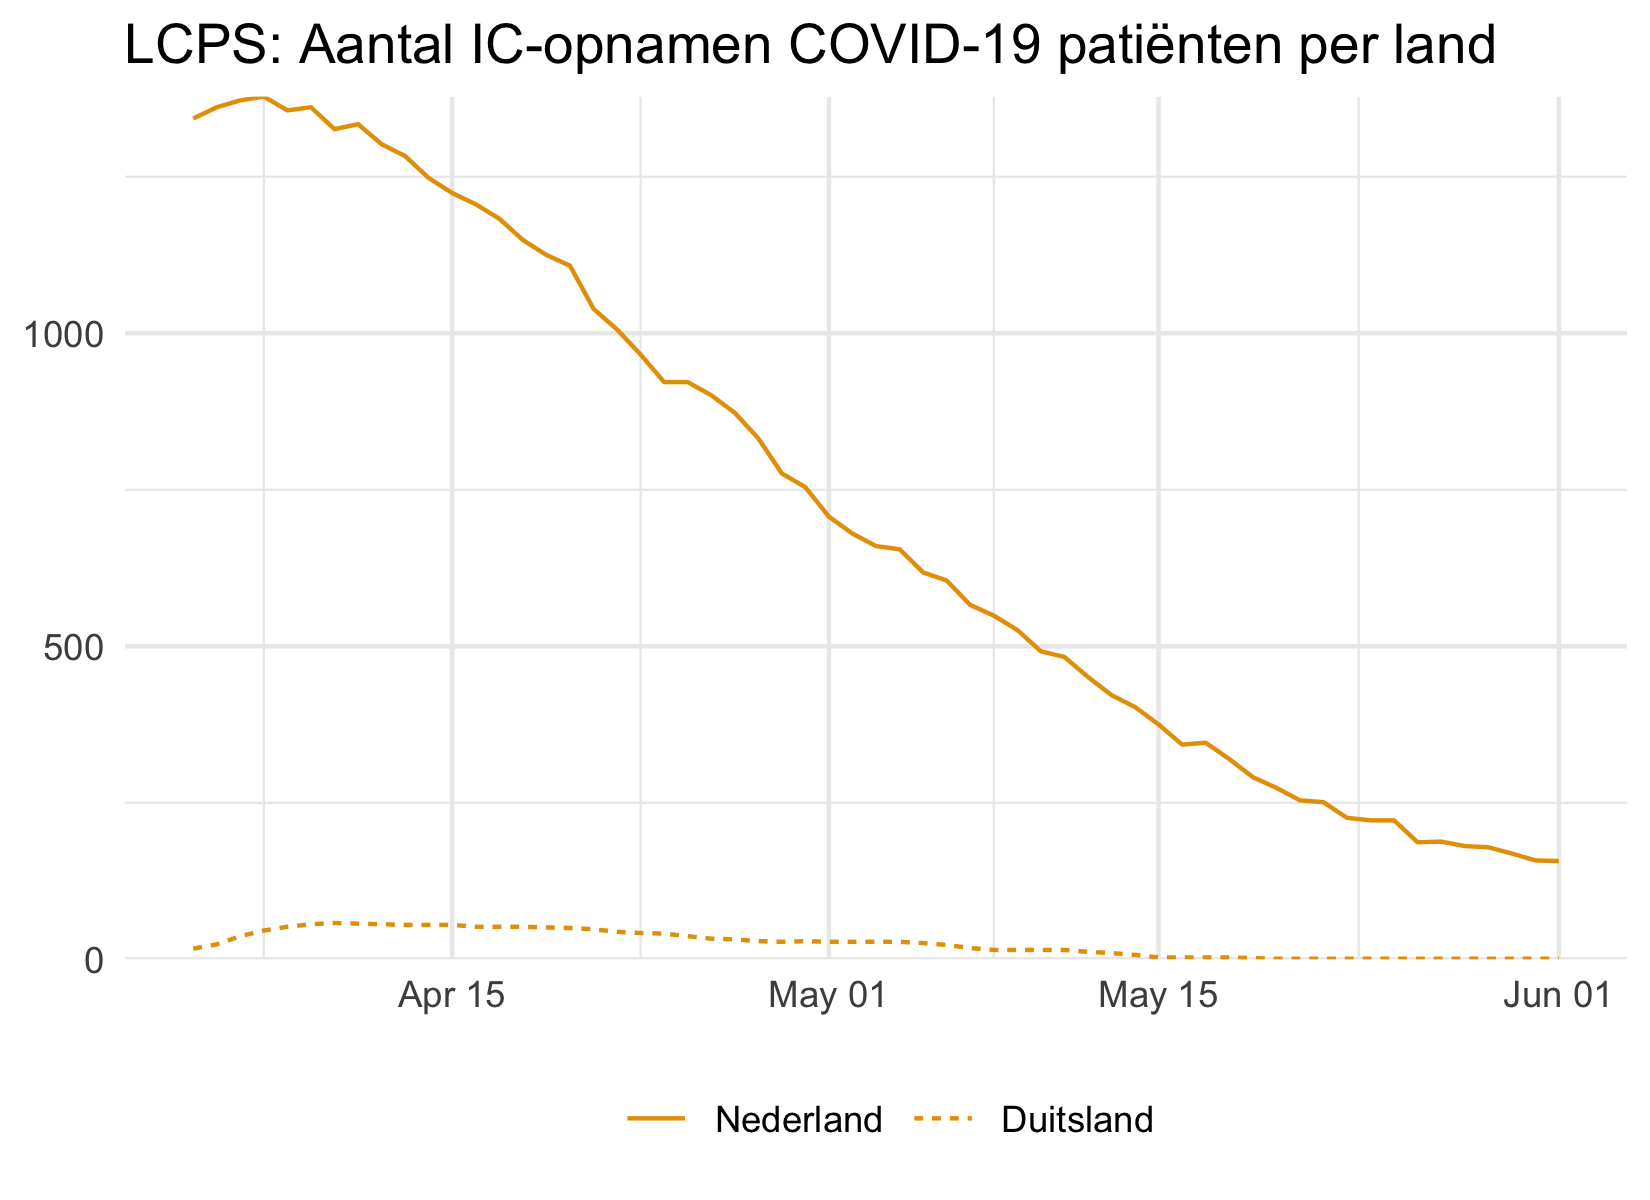 LCPS: Aantal IC-opnamen COVID-19 patiënten per land
1000
500
0
Apr 15
May 01
May 15
Jun 01
Nederland
Duitsland